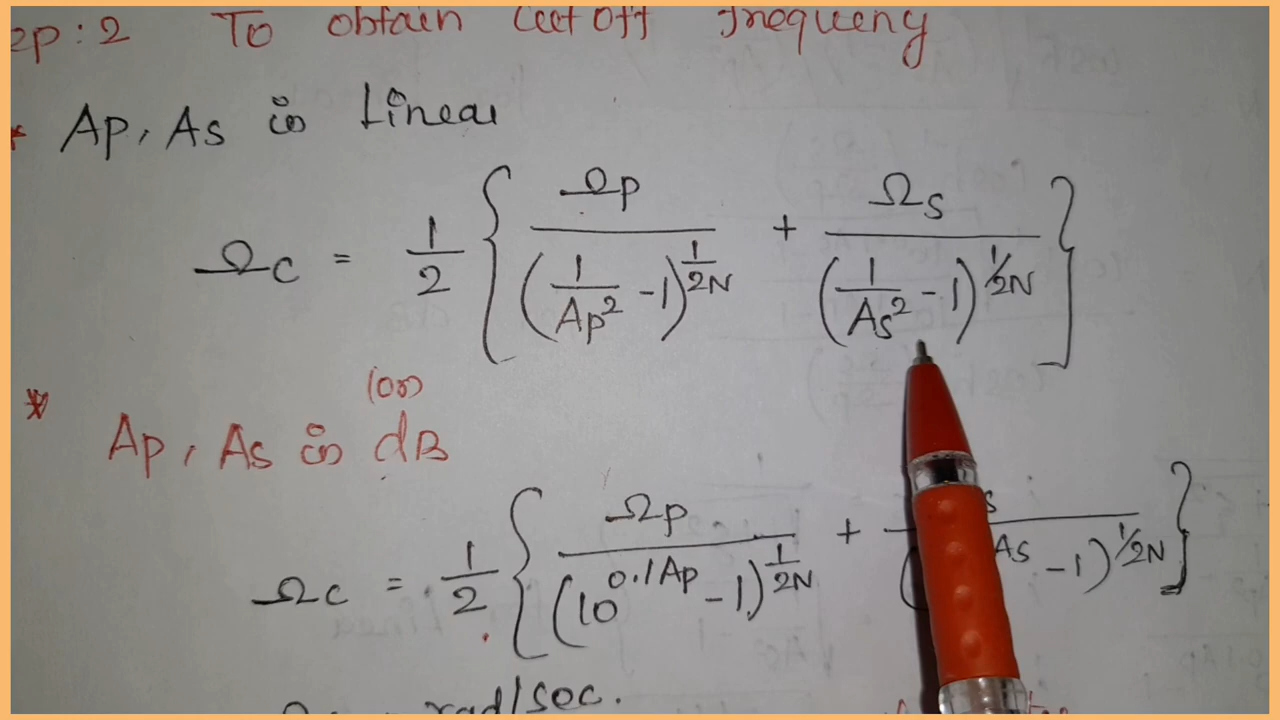 ep: 2 To obtain cutoff frequency
* Ap, As in Linear
Ωc = 1/2 { Ωp / (1/Ap² - 1)^(1/2N) + Ωs / (1/As² - 1)^(1/2N) }
(or)
* Ap, As in dB
Ωc = 1/2 { Ωp / (10^(0.1Ap) - 1)^(1/2N) + s / ( As - 1)^(1/2N) }
rad/sec.